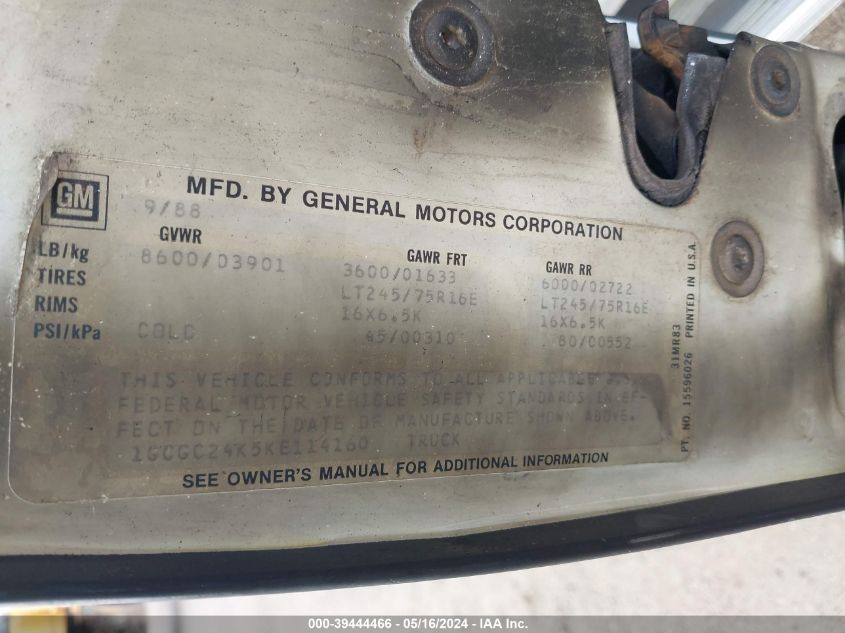 GM
MFD. BY GENERAL MOTORS CORPORATION
9/88
GVWR GAWR FRT GAWR RR
LB/kg 8600/03901 3600/01633 6000/02722
TIRES LT245/75R16E LT245/75R16E
RIMS 16X6.5K 16X6.5K
PSI/kPa COLD 45/00310 80/00552
THIS VEHICLE CONFORMS TO ALL APPLICABLE U.S.
FEDERAL MOTOR VEHICLE SAFETY STANDARDS IN EF-
FECT ON THE DATE OF MANUFACTURE SHOWN ABOVE.
1GCGC24K5KE114160 TRUCK
SEE OWNER'S MANUAL FOR ADDITIONAL INFORMATION
31MR83
PT. NO. 15596026 PRINTED IN U.S.A.
000-39444466 - 05/16/2024 - IAA Inc.